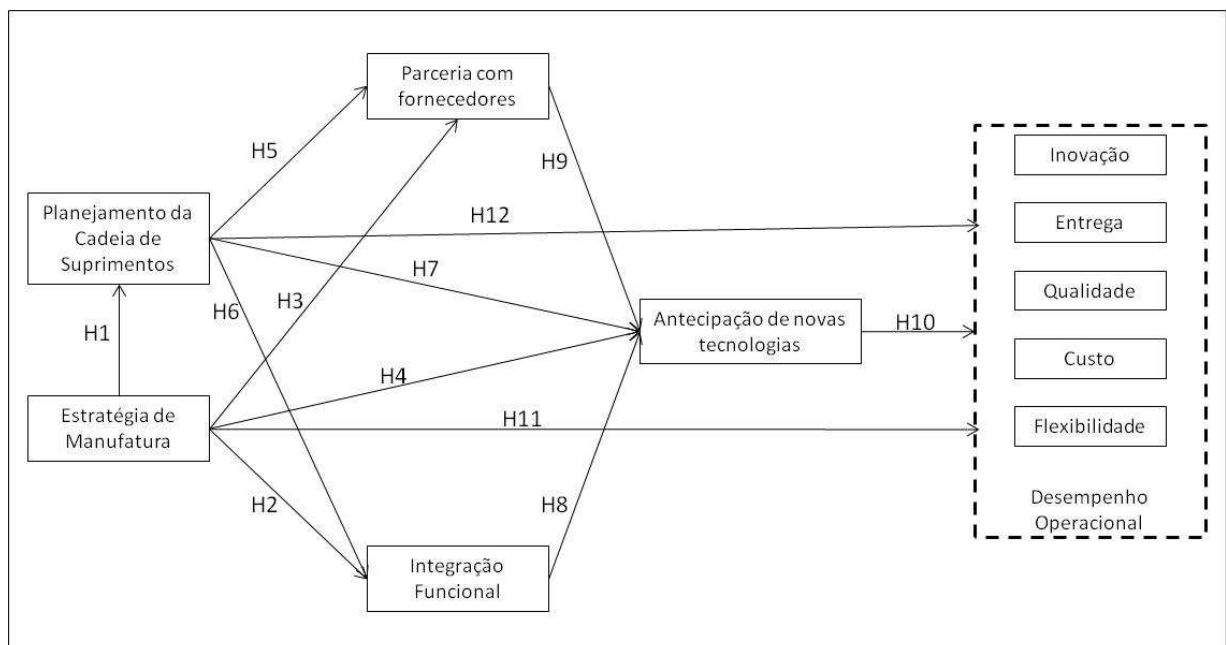 Parceria com
fornecedores
H5
H9
Inovação
Planejamento da
Cadeia de
Suprimentos
H12
Entrega
H7
H6
H3
Qualidade
H1
Antecipação de novas
tecnologias
H10
H4
Custo
Estratégia de
Manufatura
H11
Flexibilidade
H2
H8
Desempenho
Operacional
Integração
Funcional